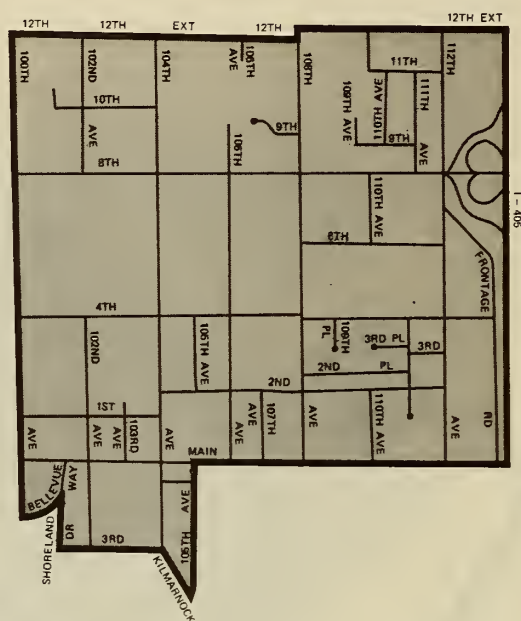 12TH
12TH
EXT
12TH
12TH EXT
100TH
102ND
104TH
106TH
AVE
108TH
11TH
112TH
10TH
109TH AVE
110TH AVE
111TH
9TH
9TH
AVE
106TH
AVE
8TH
I - 405
110TH AVE
6TH
FRONTAGE
4TH
102ND
105TH AVE
109TH
PL
3RD PL
3RD
2ND
PL
2ND
1ST
AVE
AVE
AVE
103RD
AVE
AVE
AVE
107TH
AVE
110TH AVE
AVE
RD
MAIN
BELLEVUE
WAY
AVE
105TH
SHORELAND
DR
3RD
KILMARNOCK